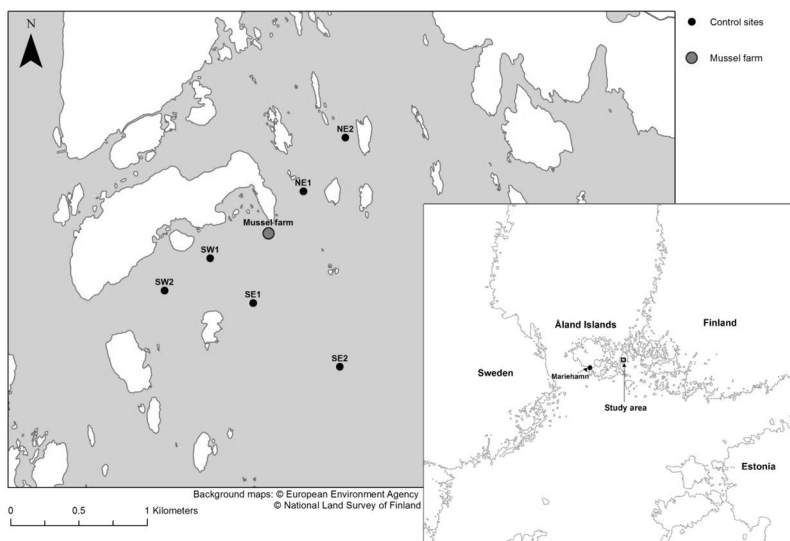 N
Control sites
Mussel farm
NE2
NE1
Mussel farm
SW1
SW2
SE1
SE2
Åland Islands
Finland
Mariehamn
Sweden
Study area
Estonia
Background maps: © European Environment Agency
© National Land Survey of Finland
0 0.5 1 Kilometers